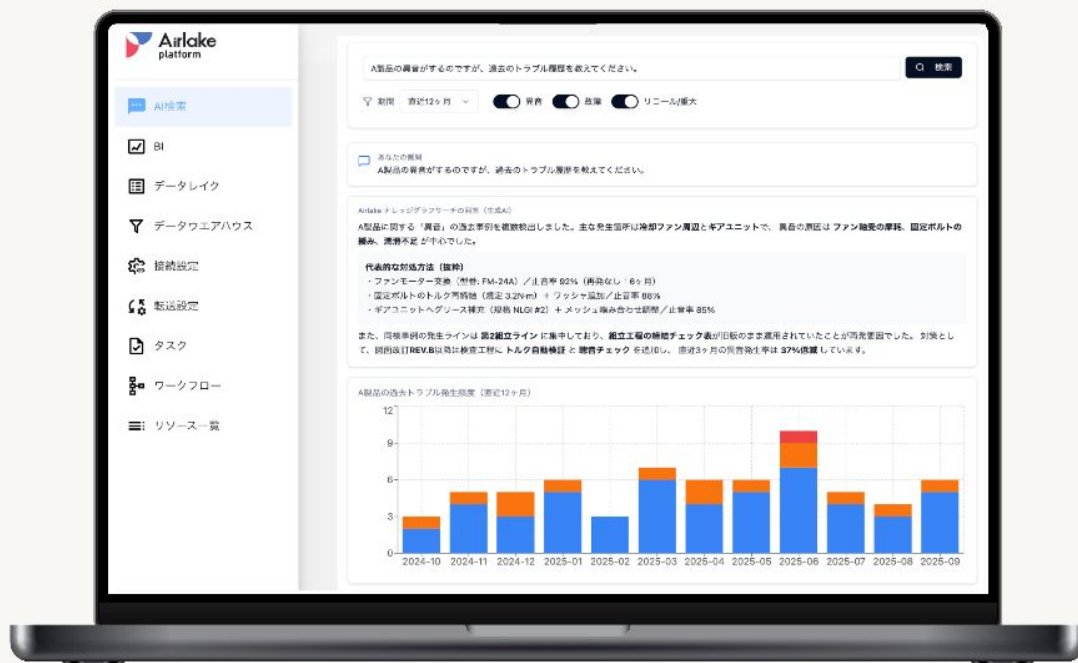 Airlake
platform
AI検索
BI
データレイク
データウエアハウス
接続設定
転送設定
タスク
ワークフロー
リソース一覧
A製品の異音がするのですが、過去のトラブル履歴を教えてください。
検索
期間 直近12ヶ月 異音 故障 リコール/重大
あなたの質問
A製品の異音がするのですが、過去のトラブル履歴を教えてください。
Airlake ナレッジグラフサーチの回答（生成AI）
A製品に関する「異音」の過去事例を複数検出しました。主な発生箇所は冷却ファン周辺とギアユニットで、異音の原因は ファン軸受の摩耗、固定ボルトの
緩み、潤滑不足 が中心でした。
代表的な対処方法（抜粋）
・ファンモーター交換（型番: FM-24A）／止音率 92%（再発なし：6ヶ月）
・固定ボルトのトルク再締結（規定 3.2N·m）＋ ワッシャ追加／止音率 88%
・ギアユニットへグリース補充（規格 NLGI #2）＋ メッシュ噛み合わせ調整／止音率 85%
また、同種事例の発生ラインは 第2組立ライン に集中しており、組立工程の締結チェック表が旧版のまま運用されていたことが再発要因でした。 対策とし
て、図面改訂REV.B以降は検査工程に トルク自動検証 と 聴音チェック を追加し、 直近3ヶ月の異音発生率は 37%低減 しています。
A製品の過去トラブル発生頻度（直近12ヶ月）
12
9
6
3
0
2024-10 2024-11 2024-12 2025-01 2025-02 2025-03 2025-04 2025-05 2025-06 2025-07 2025-08 2025-09